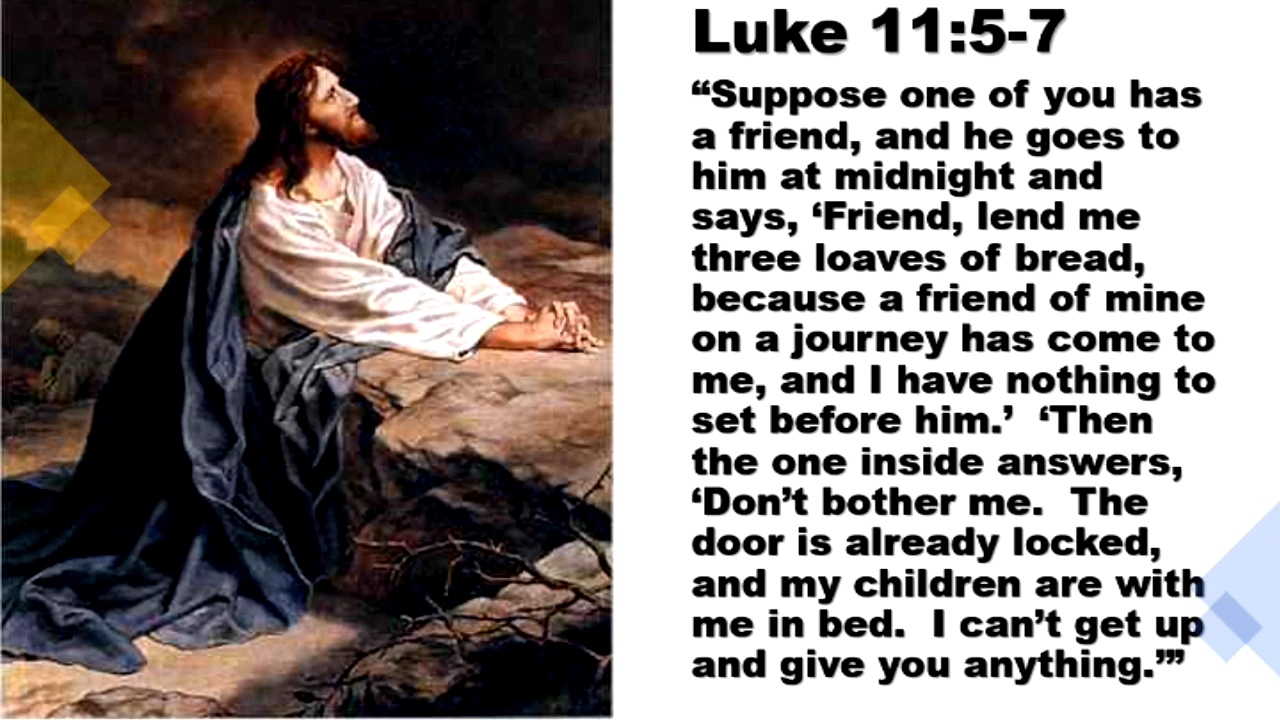 Luke 11:5-7
“Suppose one of you has
a friend, and he goes to
him at midnight and
says, ‘Friend, lend me
three loaves of bread,
because a friend of mine
on a journey has come to
me, and I have nothing to
set before him.’  ‘Then
the one inside answers,
‘Don’t bother me.  The
door is already locked,
and my children are with
me in bed.  I can’t get up
and give you anything.’”